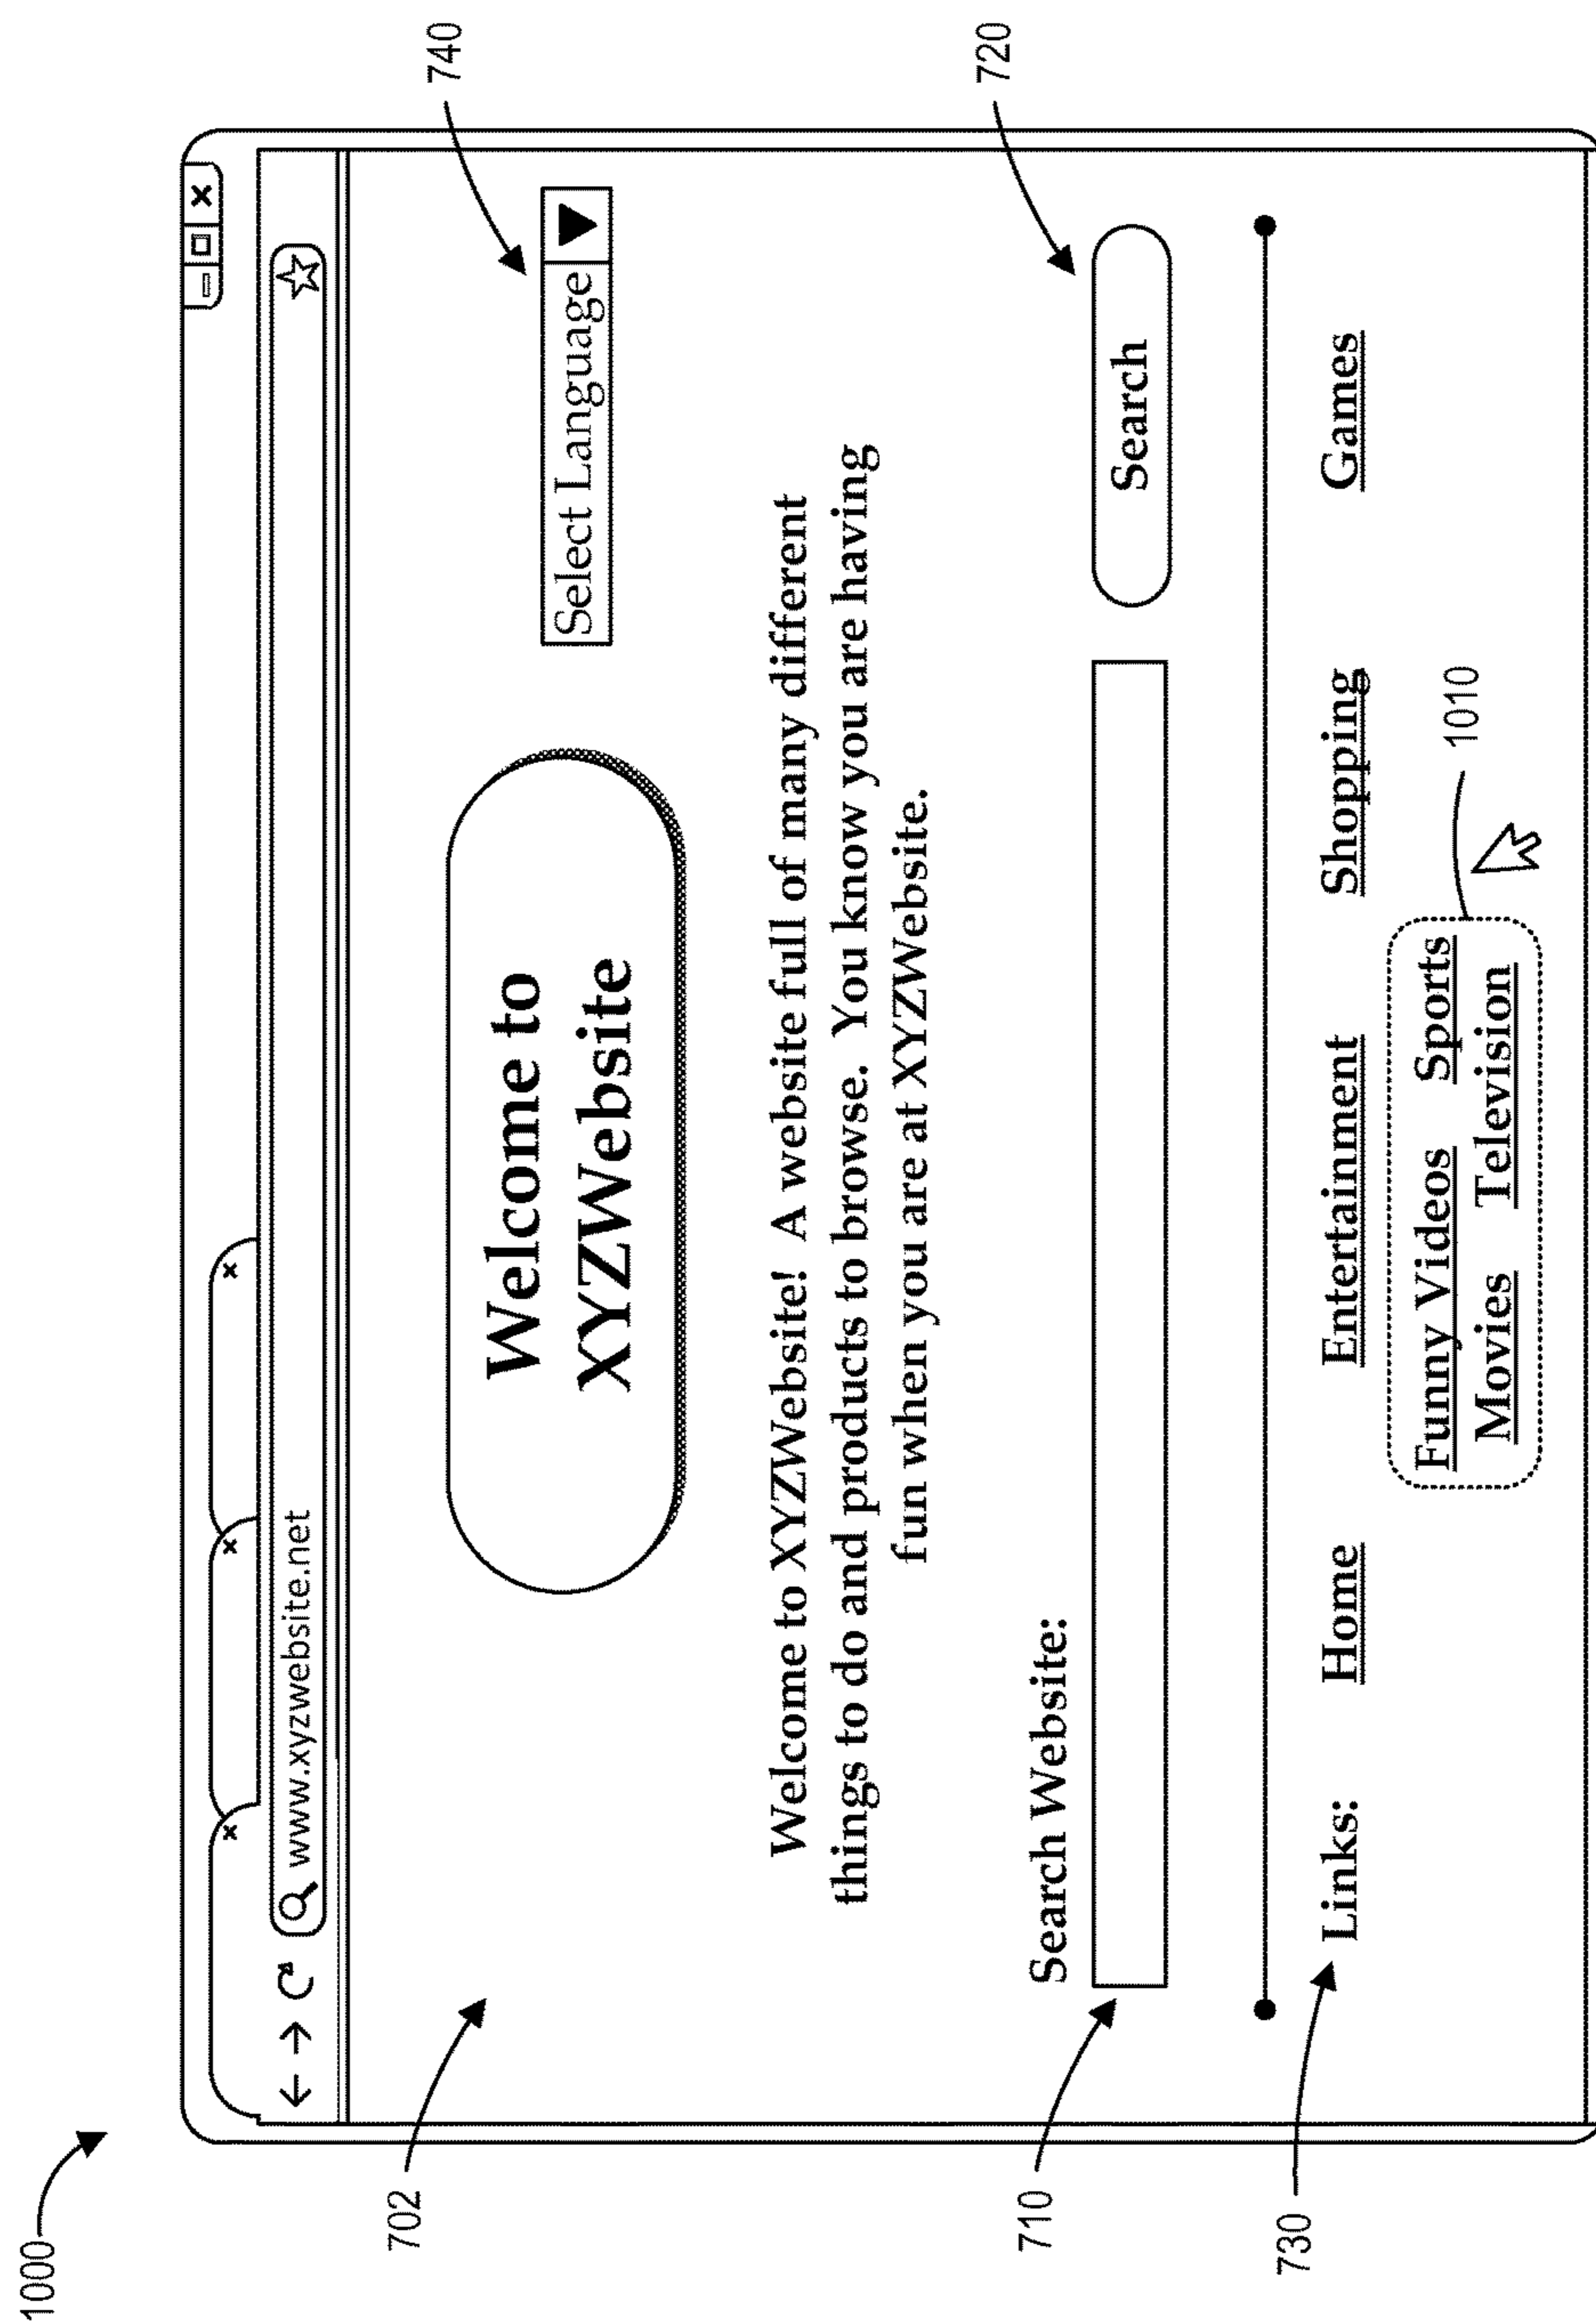 1000
www.xyzwebsite.net
702
Welcome to
XYZWebsite
Select Language
740
Welcome to XYZWebsite! A website full of many different
things to do and products to browse. You know you are having
fun when you are at XYZWebsite.
Search Website:
710
Search
720
730
Links: Home Entertainment Shopping Games
Funny Videos Sports
Movies Television
1010